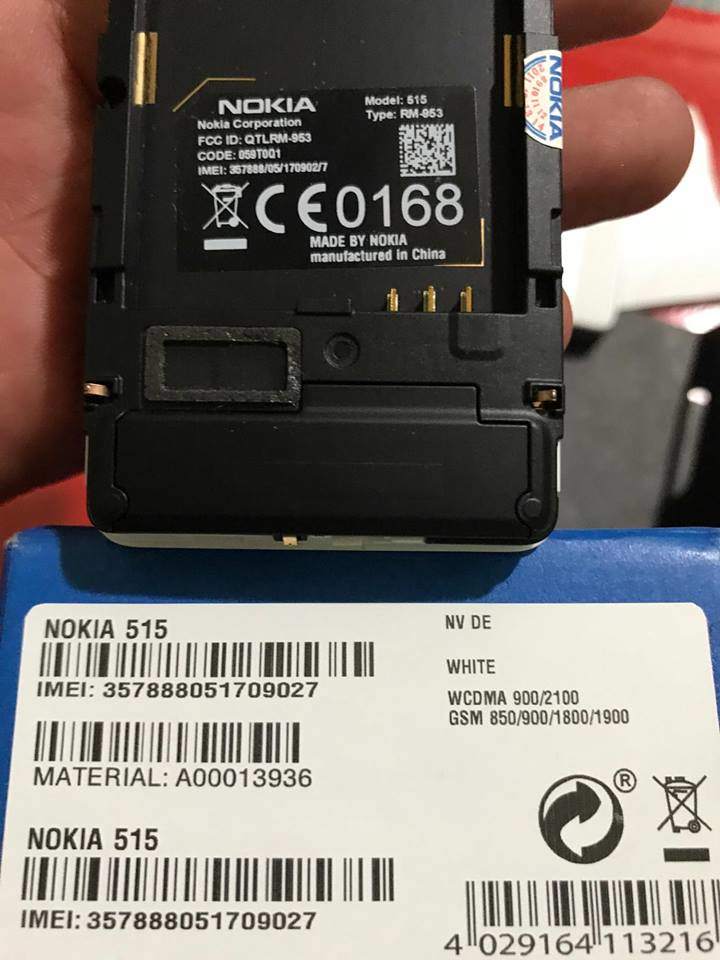 NOKIA
Nokia Corporation
FCC ID: QTLRM-953
CODE: 059T0Q1
IMEI: 357888/05/170902/7
Model: 515
Type: RM-953
CE0168
MADE BY NOKIA
manufactured in China
NOKIA
NOKIA 515
IMEI: 357888051709027
MATERIAL: A00013936
NOKIA 515
IMEI: 357888051709027
NV DE
WHITE
WCDMA 900/2100
GSM 850/900/1800/1900
®
4 029164 113216